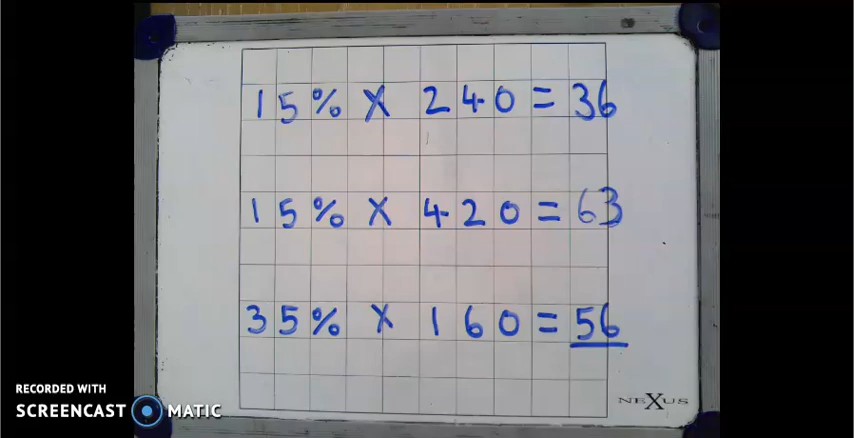 15% X 240 = 36
15% X 420 = 63
35% X 160 = 56
RECORDED WITH
SCREENCAST MATIC
NEXUS